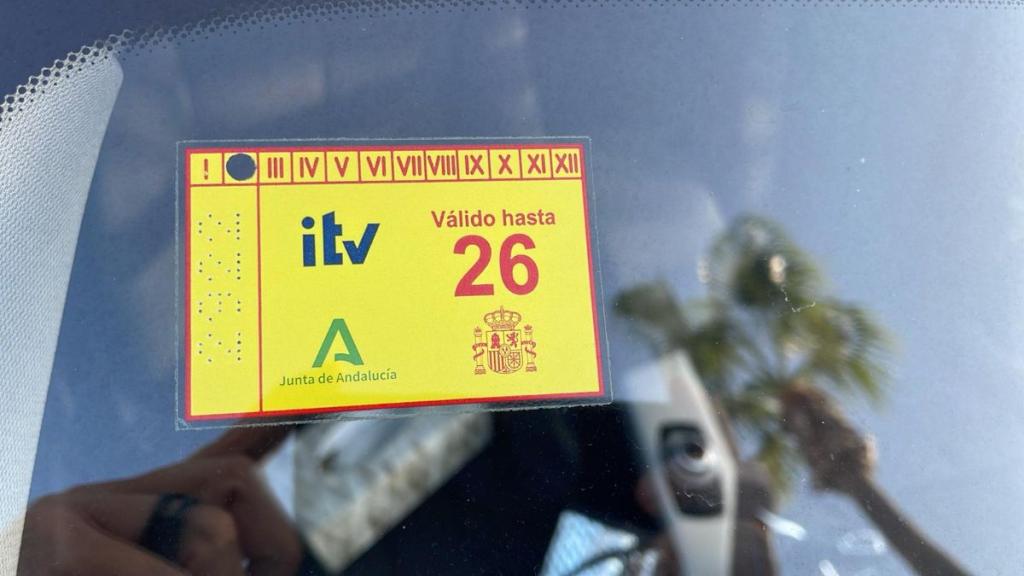 I III IV V VI VII VIII IX X XI XII
itv
Válido hasta
26
Junta de Andalucía